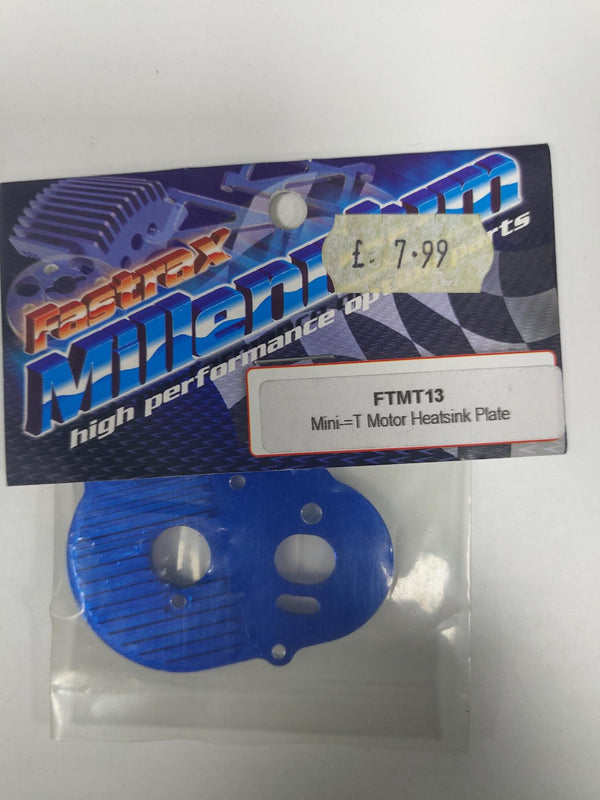 Fastrax
Millennium
high performance option parts
£ 7.99
FTMT13
Mini-=T Motor Heatsink Plate